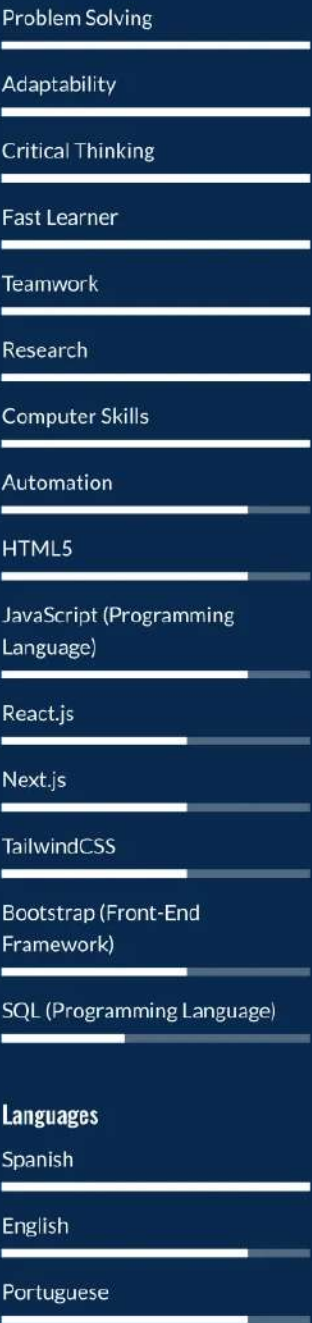 Problem Solving
Adaptability
Critical Thinking
Fast Learner
Teamwork
Research
Computer Skills
Automation
HTML5
JavaScript (Programming
Language)
React.js
Next.js
TailwindCSS
Bootstrap (Front-End
Framework)
SQL (Programming Language)
Languages
Spanish
English
Portuguese